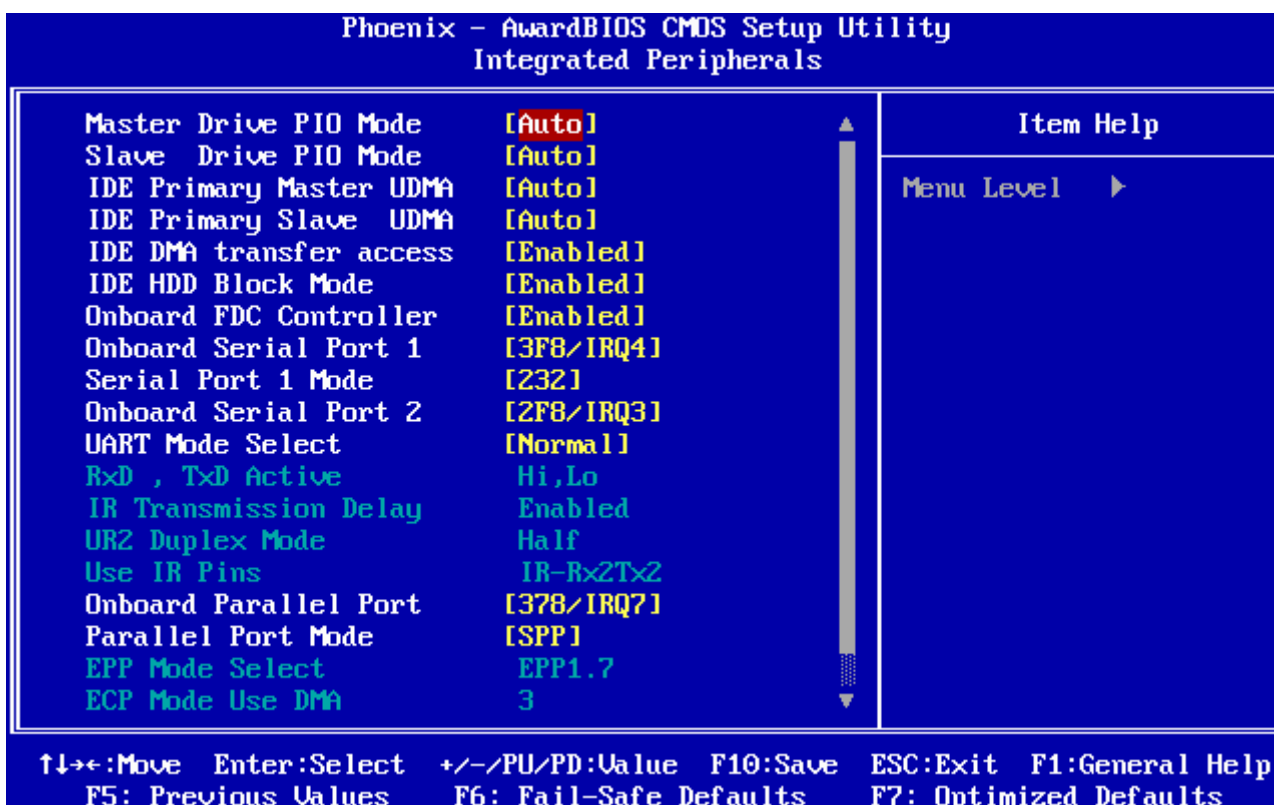 Phoenix - AwardBIOS CMOS Setup Utility
Integrated Peripherals
Master Drive PIO Mode [Auto]
Slave Drive PIO Mode [Auto]
IDE Primary Master UDMA [Auto]
IDE Primary Slave UDMA [Auto]
IDE DMA transfer access [Enabled]
IDE HDD Block Mode [Enabled]
Onboard FDC Controller [Enabled]
Onboard Serial Port 1 [3F8/IRQ4]
Serial Port 1 Mode [232]
Onboard Serial Port 2 [2F8/IRQ3]
UART Mode Select [Normal]
RxD , TxD Active Hi,Lo
IR Transmission Delay Enabled
UR2 Duplex Mode Half
Use IR Pins IR-Rx2Tx2
Onboard Parallel Port [378/IRQ7]
Parallel Port Mode [SPP]
EPP Mode Select EPP1.7
ECP Mode Use DMA 3
Item Help
Menu Level ▶
↑↓→←:Move Enter:Select +/-/PU/PD:Value F10:Save ESC:Exit F1:General Help
F5: Previous Values F6: Fail-Safe Defaults F7: Optimized Defaults